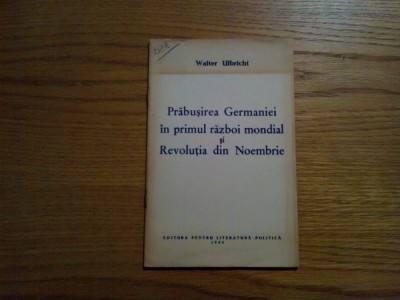 Walter Ulbricht
Prăbușirea Germaniei
în primul război mondial
și
Revoluția din Noembrie
EDITURA PENTRU LITERATURĂ POLITICĂ